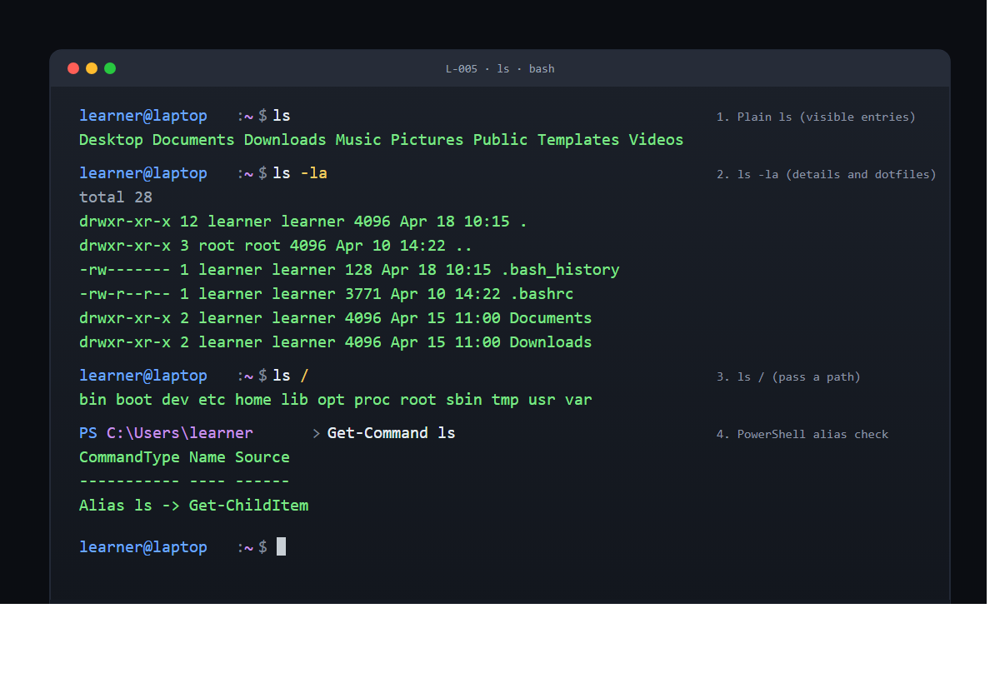 L-005 · ls · bash
learner@laptop :~ $ ls
1. Plain ls (visible entries)
Desktop Documents Downloads Music Pictures Public Templates Videos
learner@laptop :~ $ ls -la
2. ls -la (details and dotfiles)
total 28
drwxr-xr-x 12 learner learner 4096 Apr 18 10:15 .
drwxr-xr-x 3 root root 4096 Apr 10 14:22 ..
-rw------- 1 learner learner 128 Apr 18 10:15 .bash_history
-rw-r--r-- 1 learner learner 3771 Apr 10 14:22 .bashrc
drwxr-xr-x 2 learner learner 4096 Apr 15 11:00 Documents
drwxr-xr-x 2 learner learner 4096 Apr 15 11:00 Downloads
learner@laptop :~ $ ls /
3. ls / (pass a path)
bin boot dev etc home lib opt proc root sbin tmp usr var
PS C:\Users\learner > Get-Command ls
4. PowerShell alias check
CommandType Name Source
----------- ---- ------
Alias ls -> Get-ChildItem
learner@laptop :~ $